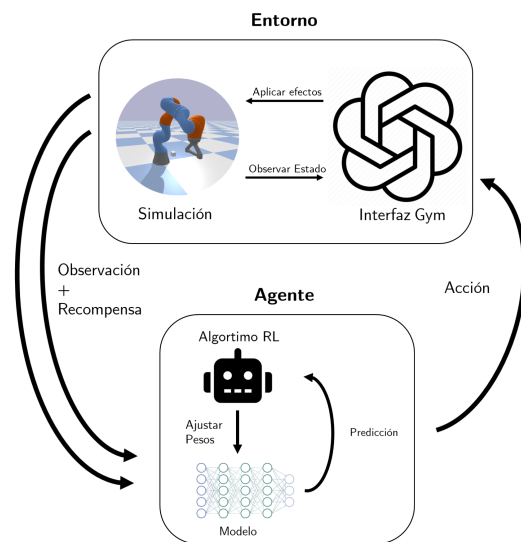 Entorno
Aplicar efectos
Observar Estado
Simulación
Interfaz Gym
Observación
+
Recompensa
Acción
Agente
Algortimo RL
Ajustar
Pesos
Predicción
Modelo